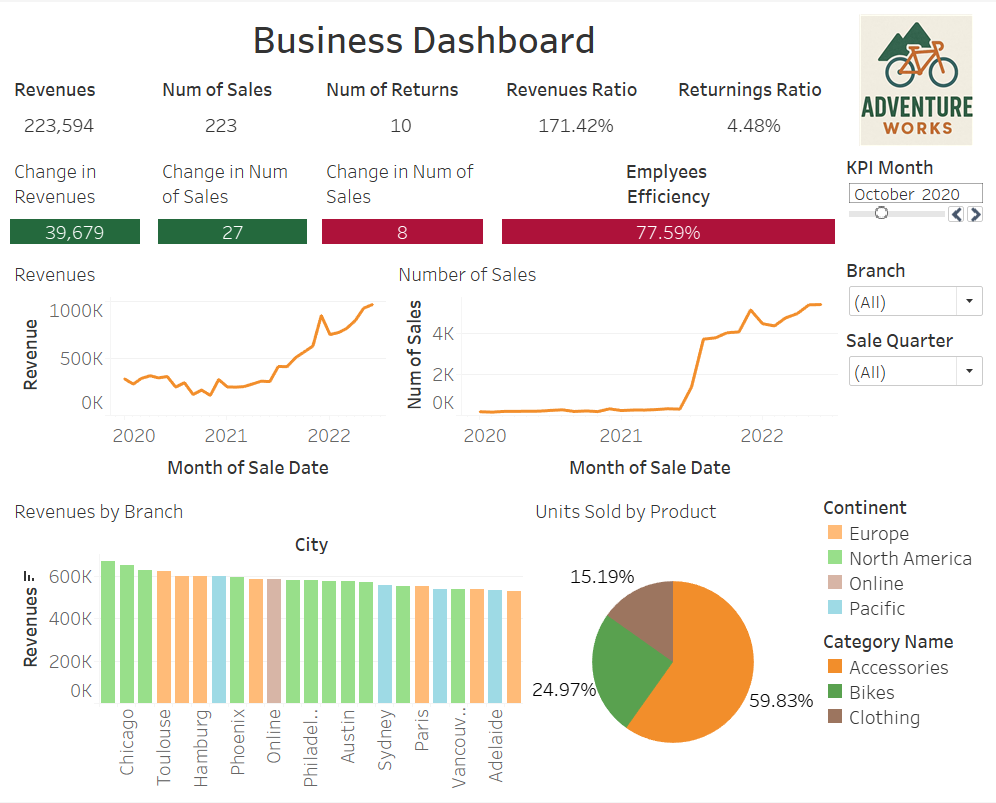 Business Dashboard
ADVENTURE
WORKS
Revenues
Num of Sales
Num of Returns
Revenues Ratio
Returnings Ratio
223,594
223
10
171.42%
4.48%
Change in
Revenues
Change in Num
of Sales
Change in Num of
Sales
Emplyees
Efficiency
39,679
27
8
77.59%
KPI Month
October 2020
Branch
(All)
Sale Quarter
(All)
Revenues
Revenue
1000K
500K
0K
2020
2021
2022
Month of Sale Date
Number of Sales
Num of Sales
4K
2K
0K
2020
2021
2022
Month of Sale Date
Revenues by Branch
City
Revenues
600K
400K
200K
0K
Chicago
Toulouse
Hamburg
Phoenix
Online
Philadel..
Austin
Sydney
Paris
Vancouv..
Adelaide
Units Sold by Product
15.19%
24.97%
59.83%
Continent
Europe
North America
Online
Pacific
Category Name
Accessories
Bikes
Clothing